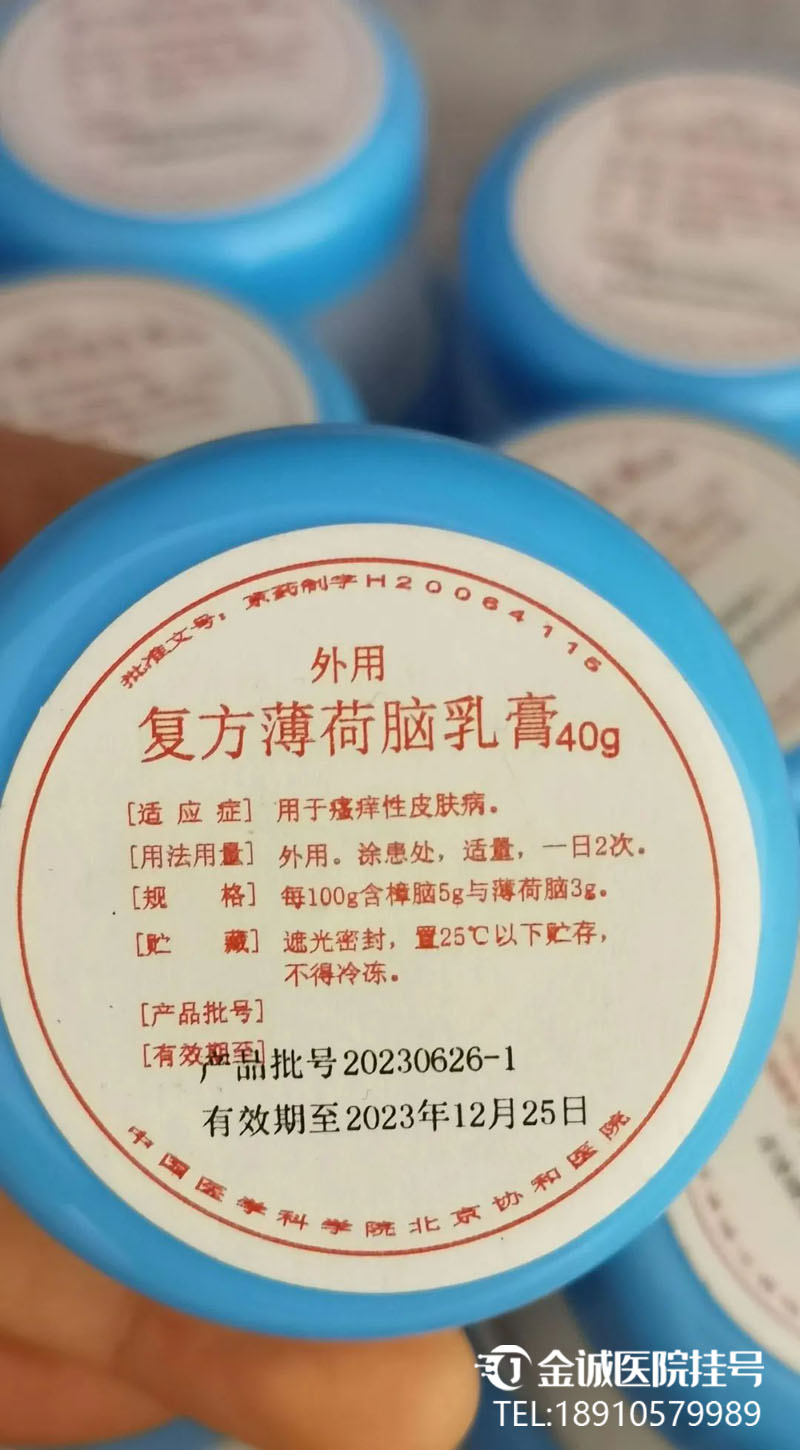 批准文号：京药制字H20064115
外用
复方薄荷脑乳膏40g
[适应症] 用于瘙痒性皮肤病。
[用法用量] 外用。涂患处，适量，一日2次。
[规格] 每100g含樟脑5g与薄荷脑3g。
[贮藏] 遮光密封，置25℃以下贮存，
不得冷冻。
[产品批号]
[有效期至]
产品批号20230626-1
有效期至2023年12月25日
中国医学科学院北京协和医院
金诚医院挂号
TEL:18910579989